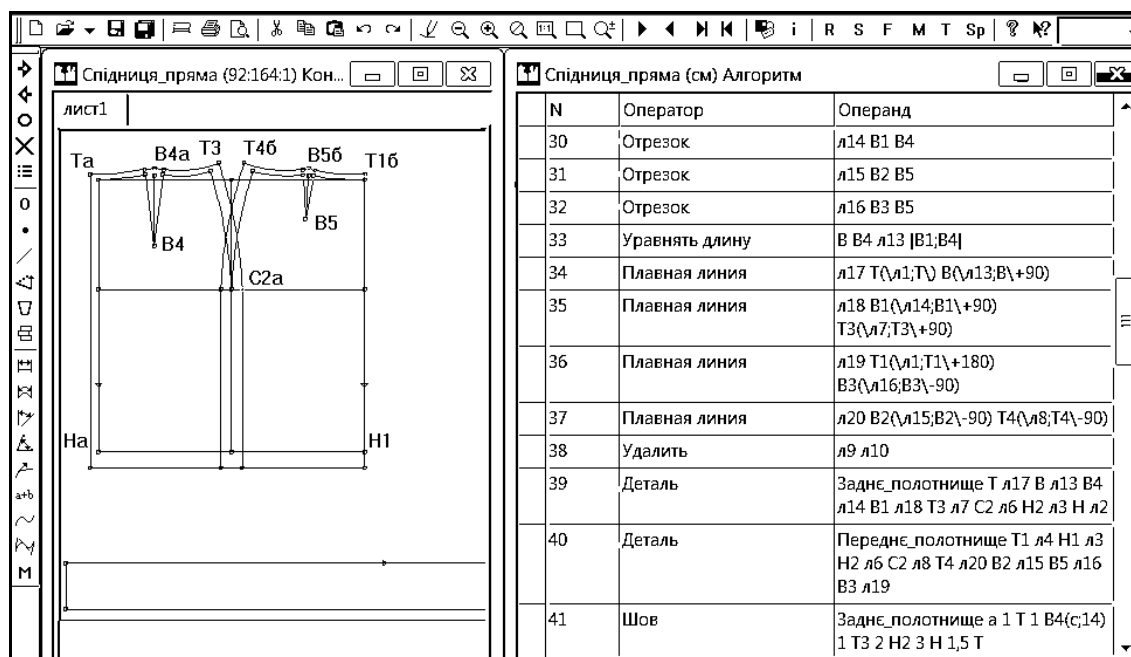 R S F M T Sp
Спідниця_пряма (92:164:1) Кон...
лист1
Та В4а Т3 Т4б В5б Т1б
В4 В5
С2а
На Н1
a+b
M
Спідниця_пряма (см) Алгоритм
N Оператор Операнд
30 Отрезок л14 В1 В4
31 Отрезок л15 В2 В5
32 Отрезок л16 В3 В5
33 Уравнять длину В В4 л13 |В1;В4|
34 Плавная линия л17 Т(\л1;Т\) В(\л13;В\+90)
35 Плавная линия л18 В1(\л14;В1\+90)
Т3(\л7;Т3\+90)
36 Плавная линия л19 Т1(\л1;Т1\+180)
В3(\л16;В3\-90)
37 Плавная линия л20 В2(\л15;В2\-90) Т4(\л8;Т4\-90)
38 Удалить л9 л10
39 Деталь Заднє_полотнище Т л17 В л13 В4
л14 В1 л18 Т3 л7 С2 л6 Н2 л3 Н л2
40 Деталь Переднє_полотнище Т1 л4 Н1 л3
Н2 л6 С2 л8 Т4 л20 В2 л15 В5 л16
В3 л19
41 Шов Заднє_полотнище а 1 Т 1 В4(с;14)
1 Т3 2 Н2 3 Н 1,5 Т